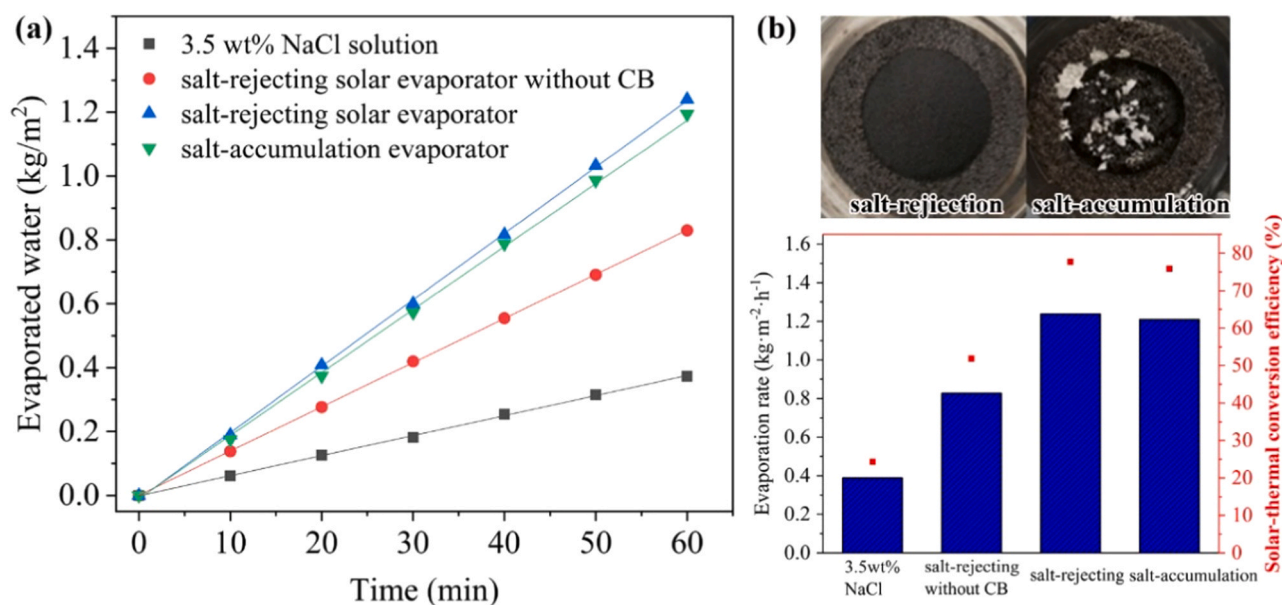 (a)
1.4
1.2
1.0
0.8
0.6
0.4
0.2
0.0
Evaporated water (kg/m²)
3.5 wt% NaCl solution
salt-rejecting solar evaporator without CB
salt-rejecting solar evaporator
salt-accumulation evaporator
0 10 20 30 40 50 60
Time (min)
(b)
salt-rejiection salt-accumulation
1.6
1.4
1.2
1.0
0.8
0.6
0.4
0.2
0.0
Evaporation rate (kg·m⁻²·h⁻¹)
80
70
60
50
40
30
20
10
0
Solar-thermal conversion efficiency (%)
3.5wt%
NaCl
salt-rejecting
without CB
salt-rejecting
salt-accumulation